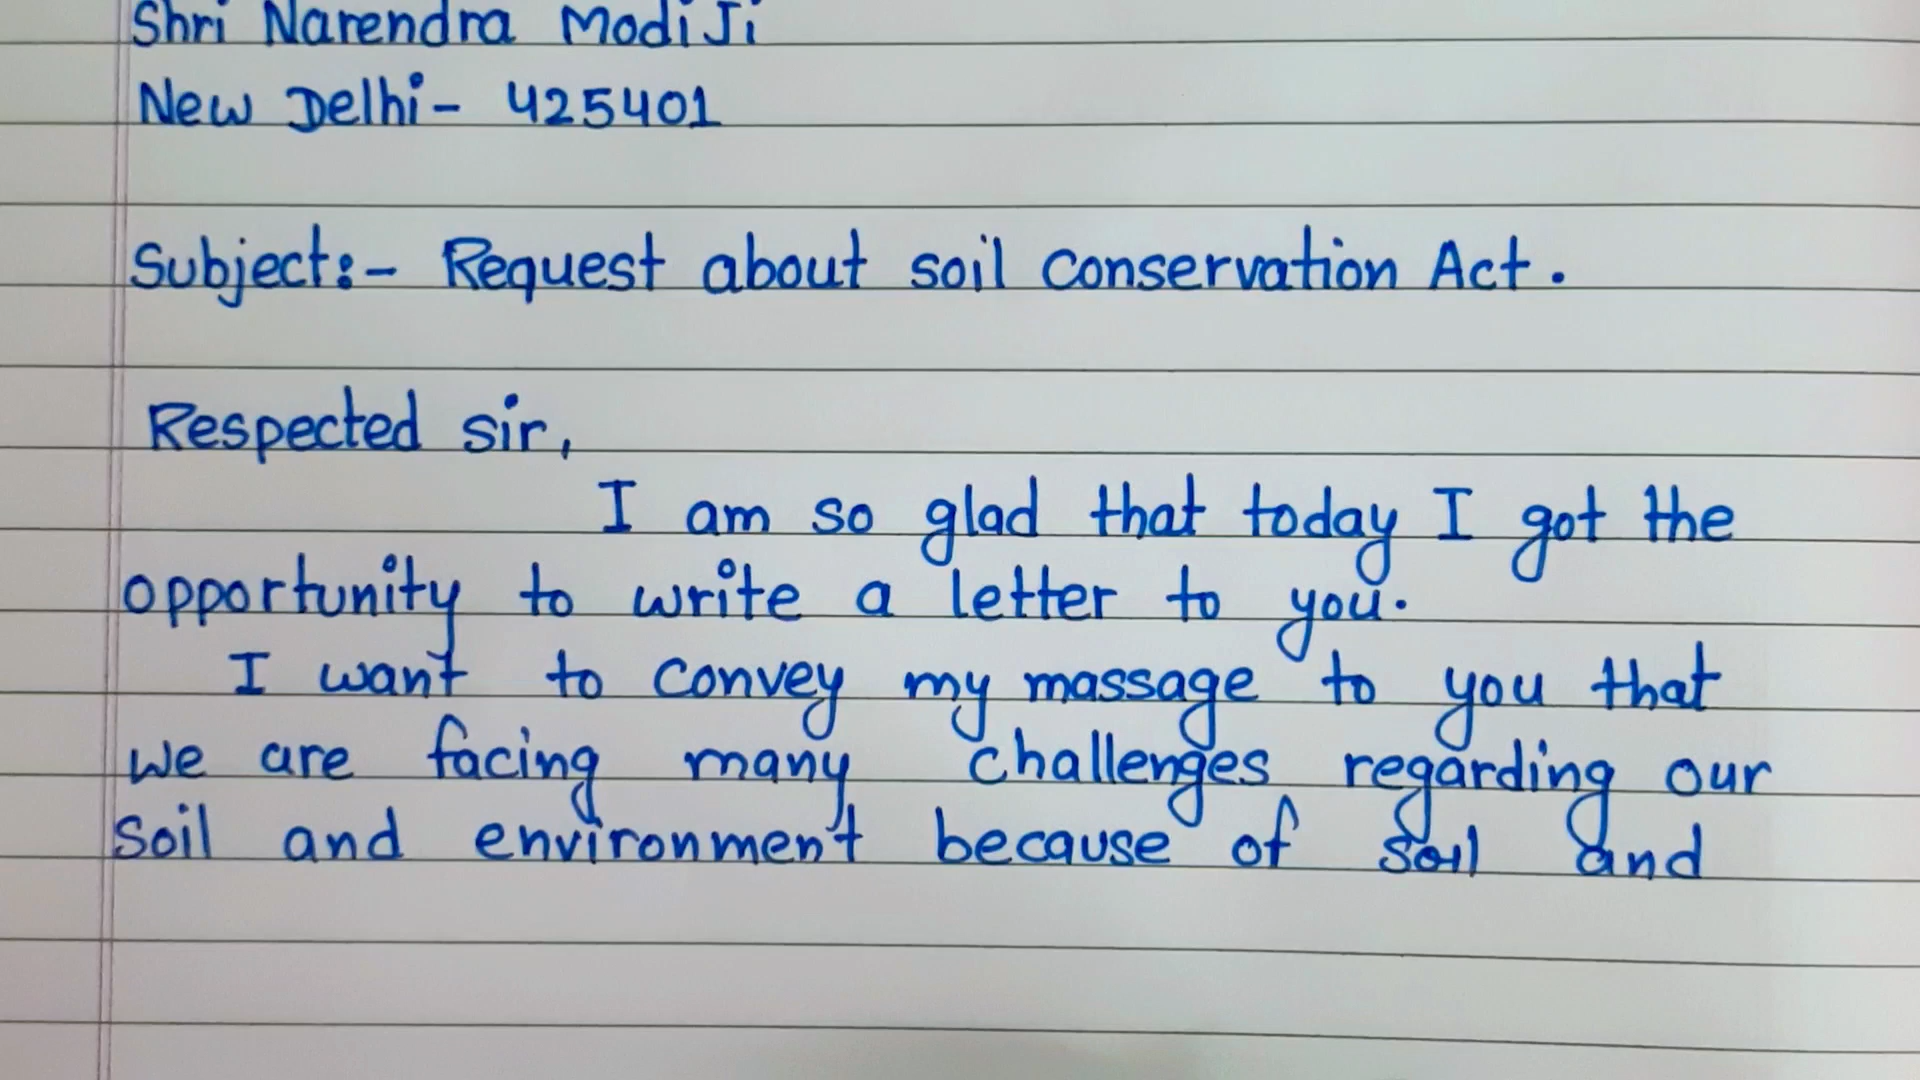 Shri Narendra Modi Ji
New Delhi- 425401
Subject:- Request about soil conservation Act.
Respected sir,
I am so glad that today I got the
opportunity to write a letter to you.
I want to convey my massage to you that
we are facing many challenges regarding our
soil and environment because of soil and